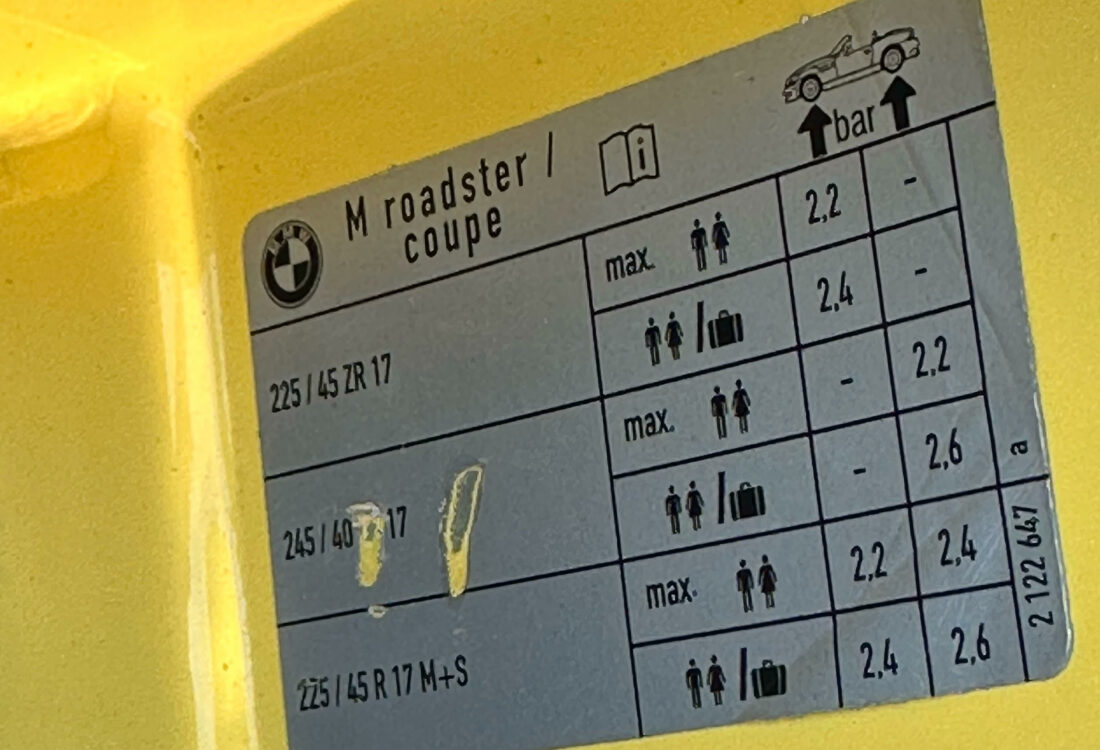 M roadster /
coupe
i
bar
max. 2,2 -
225 / 45 ZR 17
/ 2,4 -
max. - 2,2
245 / 40 17
/ - 2,6
max. 2,2 2,4
225 / 45 R 17 M+S
/ 2,4 2,6
a
2 122 647